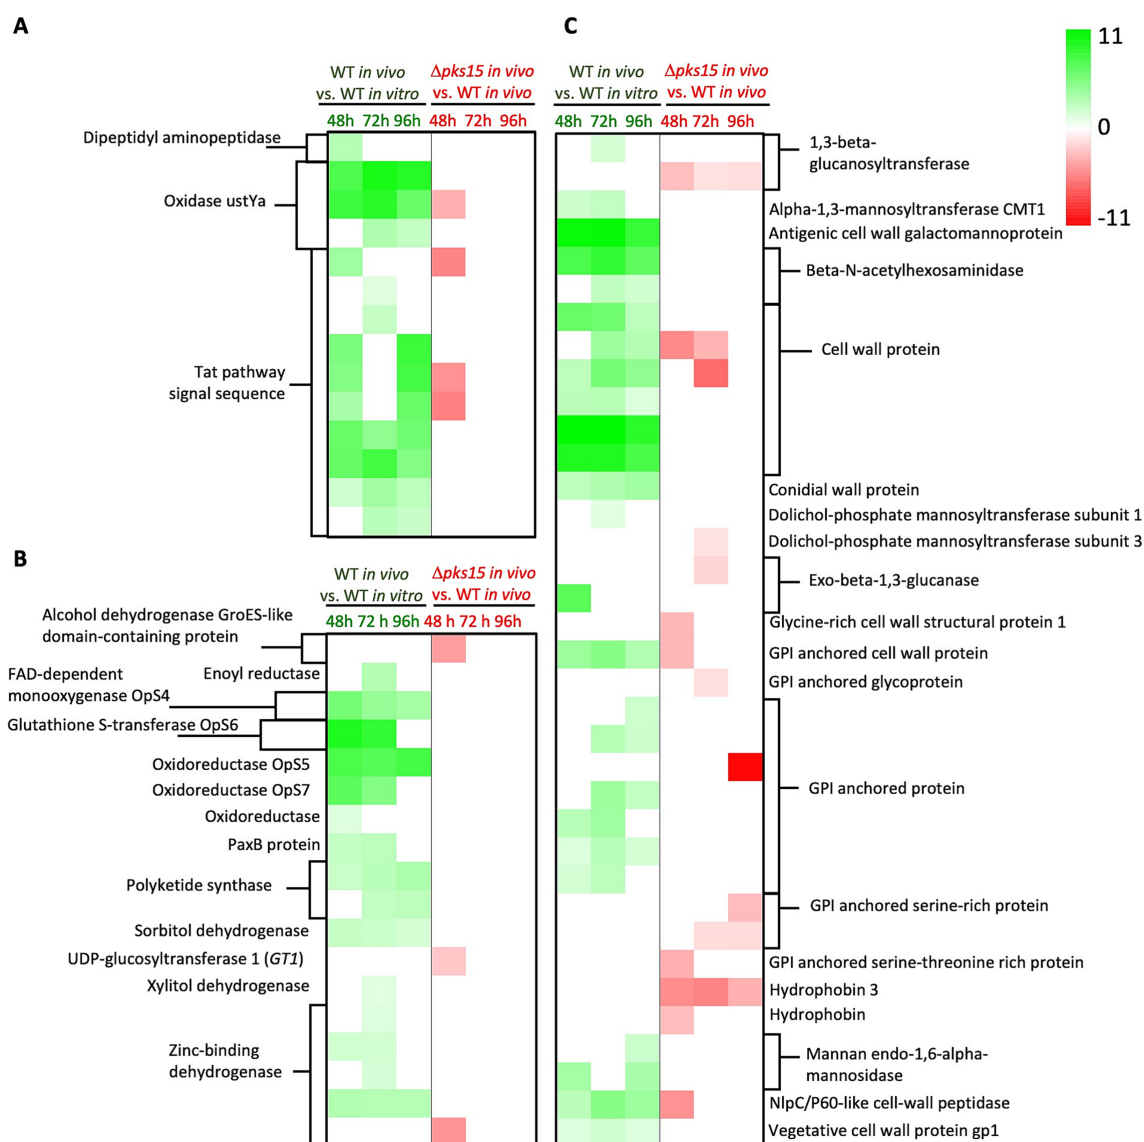 A
WT in vivo
vs. WT in vitro
Δpks15 in vivo
vs. WT in vivo
48h 72h 96h 48h 72h 96h
Dipeptidyl aminopeptidase
Oxidase ustYa
Tat pathway
signal sequence
B
WT in vivo
vs. WT in vitro
Δpks15 in vivo
vs. WT in vivo
48h 72 h 96h 48 h 72 h 96h
Alcohol dehydrogenase GroES-like
domain-containing protein
Enoyl reductase
FAD-dependent
monooxygenase OpS4
Glutathione S-transferase OpS6
Oxidoreductase OpS5
Oxidoreductase OpS7
Oxidoreductase
PaxB protein
Polyketide synthase
Sorbitol dehydrogenase
UDP-glucosyltransferase 1 (GT1)
Xylitol dehydrogenase
Zinc-binding
dehydrogenase
C
WT in vivo
vs. WT in vitro
Δpks15 in vivo
vs. WT in vivo
48h 72h 96h 48h 72h 96h
11
0
-11
1,3-beta-
glucanosyltransferase
Alpha-1,3-mannosyltransferase CMT1
Antigenic cell wall galactomannoprotein
Beta-N-acetylhexosaminidase
Cell wall protein
Conidial wall protein
Dolichol-phosphate mannosyltransferase subunit 1
Dolichol-phosphate mannosyltransferase subunit 3
Exo-beta-1,3-glucanase
Glycine-rich cell wall structural protein 1
GPI anchored cell wall protein
GPI anchored glycoprotein
GPI anchored protein
GPI anchored serine-rich protein
GPI anchored serine-threonine rich protein
Hydrophobin 3
Hydrophobin
Mannan endo-1,6-alpha-
mannosidase
NlpC/P60-like cell-wall peptidase
Vegetative cell wall protein gp1